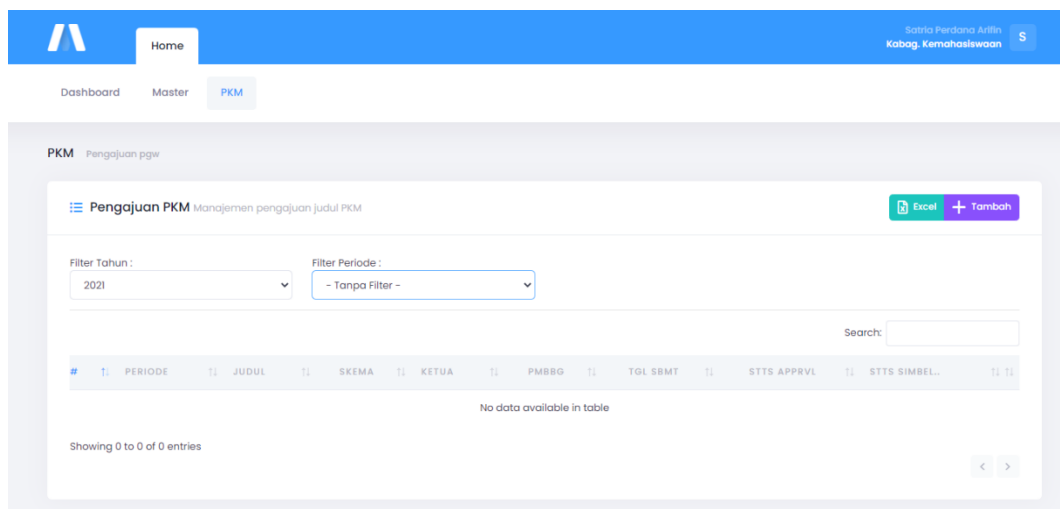 Home
Satria Perdana Arifin
Kabag. Kemahasiswaan
S
Dashboard Master PKM
PKM Pengajuan pgw
Pengajuan PKM Manajemen pengajuan judul PKM
Excel + Tambah
Filter Tahun : Filter Periode :
2021 - Tanpa Filter -
Search:
# PERIODE JUDUL SKEMA KETUA PMBBG TGL SBMT STTS APPRVL STTS SIMBEL..
No data available in table
Showing 0 to 0 of 0 entries
< >